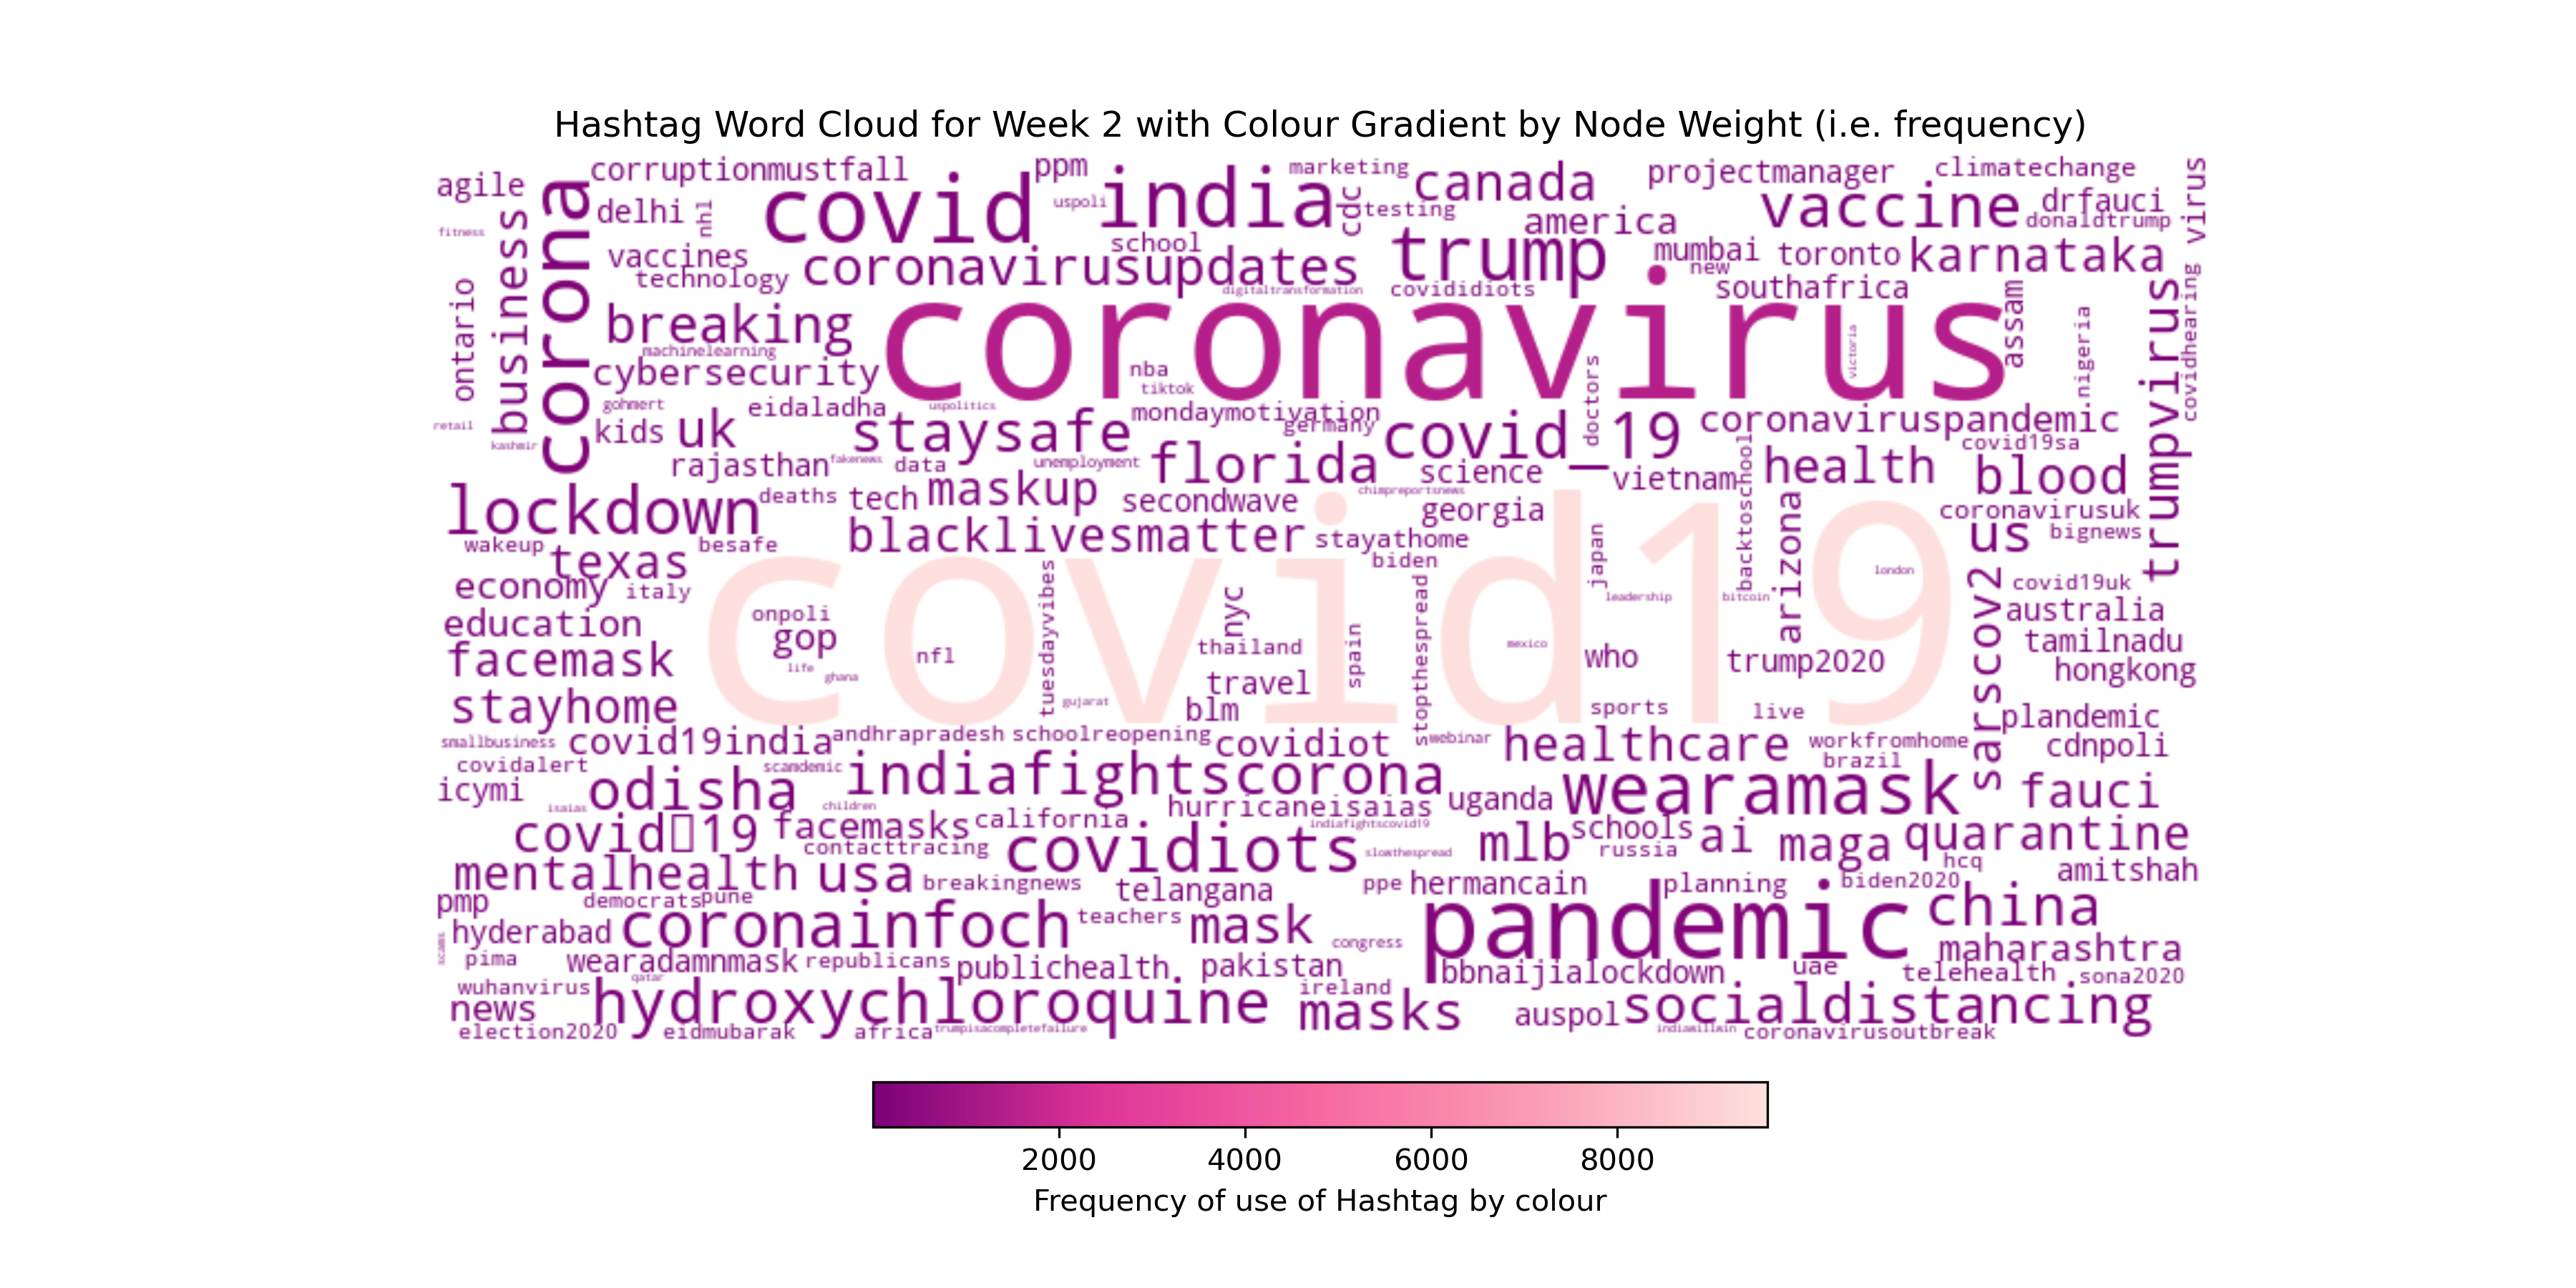 Hashtag Word Cloud for Week 2 with Colour Gradient by Node Weight (i.e. frequency)
corruptionmustfall
ppm
marketing
projectmanager
climatechange
virus
agile
corona
covid
india
canada
vaccine
drfauci
business
delhi
nhl
uspoli
cdc
testing
america
donaldtrump
fitness
school
trump
mumbai
toronto
karnataka
vaccines
coronavirusupdates
new
technology
digitaltransformation
covididiots
southafrica
covidhearing
ontario
breaking
coronavirus
assam
nigeria
trumpvirus
machinelearning
victoria
cybersecurity
nba
tiktok
doctors
gohmert
eidaladha
uspolitics
mondaymotivation
retail
kids
uk
staysafe
germany
covid_19
coronaviruspandemic
kashmir
covid19sa
rajasthan
fakenews
data
unemployment
florida
science
vietnam
backtoschool
health
blood
lockdown
deaths
tech
maskup
secondwave
chimpreportsnews
georgia
arizona
coronavirusuk
wakeup
besafe
blacklivesmatter
stayathome
us
bignews
texas
biden
japan
covid19
london
economy
italy
tuesdayvibes
nyc
stopthespread
leadership
bitcoin
sarscov2
covid19uk
education
onpoli
australia
gop
spain
mexico
tamilnadu
facemask
nfl
thailand
who
trump2020
hongkong
life
ghana
travel
stayhome
gujarat
blm
sports
live
plandemic
smallbusiness
covid19india
andhrapradesh
schoolreopening
covidiot
webinar
healthcare
workfromhome
cdnpoli
covidalert
scamdemic
indiafightscorona
brazil
icymi
odisha
wearamask
fauci
isaias
children
hurricaneisaias
uganda
covid▯19
facemasks
california
indiafightscovid19
schools
ai
maga
quarantine
contacttracing
covidiots
slowthespread
mlb
russia
hcq
mentalhealth
usa
breakingnews
telangana
ppe
hermancain
planning
biden2020
amitshah
pmp
democrats
pune
pandemic
china
hyderabad
coronainfoch
teachers
mask
congress
maharashtra
scams
pima
wearadamnmask
republicans
publichealth
pakistan
bbnaijialockdown
uae
telehealth
sona2020
wuhanvirus
qatar
ireland
news
hydroxychloroquine
masks
auspol
socialdistancing
election2020
eidmubarak
africa
trumpisacompletefailure
indiawillwin
coronavirusoutbreak
2000 4000 6000 8000
Frequency of use of Hashtag by colour